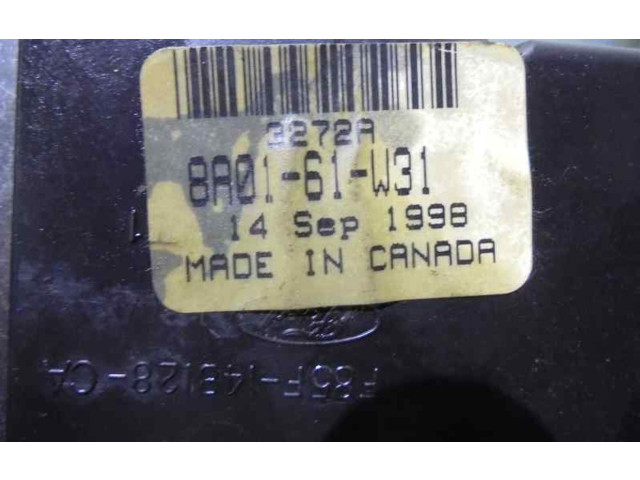 3272A
8A01-61-W31
14 Sep 1998
MADE IN CANADA
F85F-14B128-CA